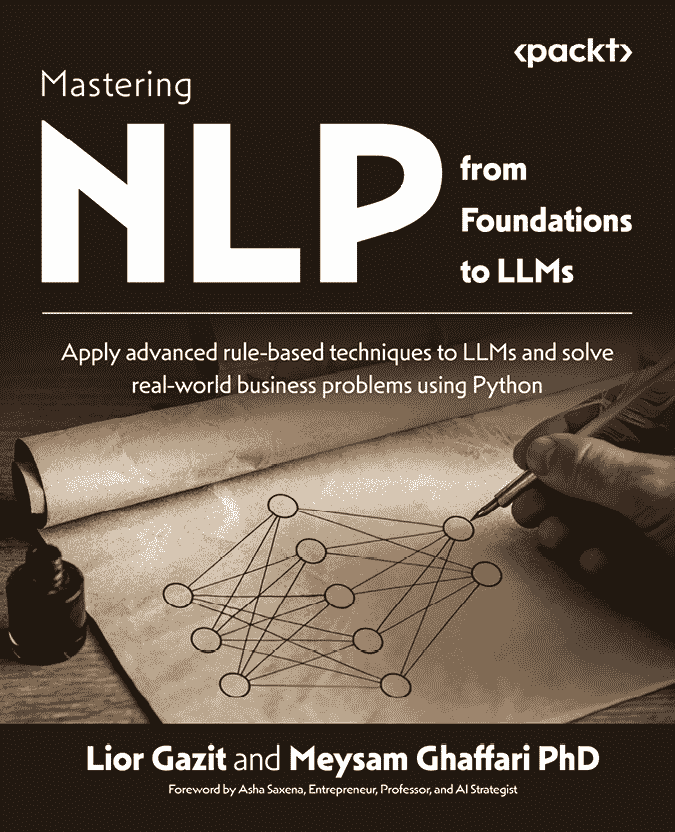 <packt>
Mastering
NLP
from
Foundations
to LLMs
Apply advanced rule-based techniques to LLMs and solve
real-world business problems using Python
Lior Gazit and Meysam Ghaffari PhD
Foreword by Asha Saxena, Entrepreneur, Professor, and AI Strategist